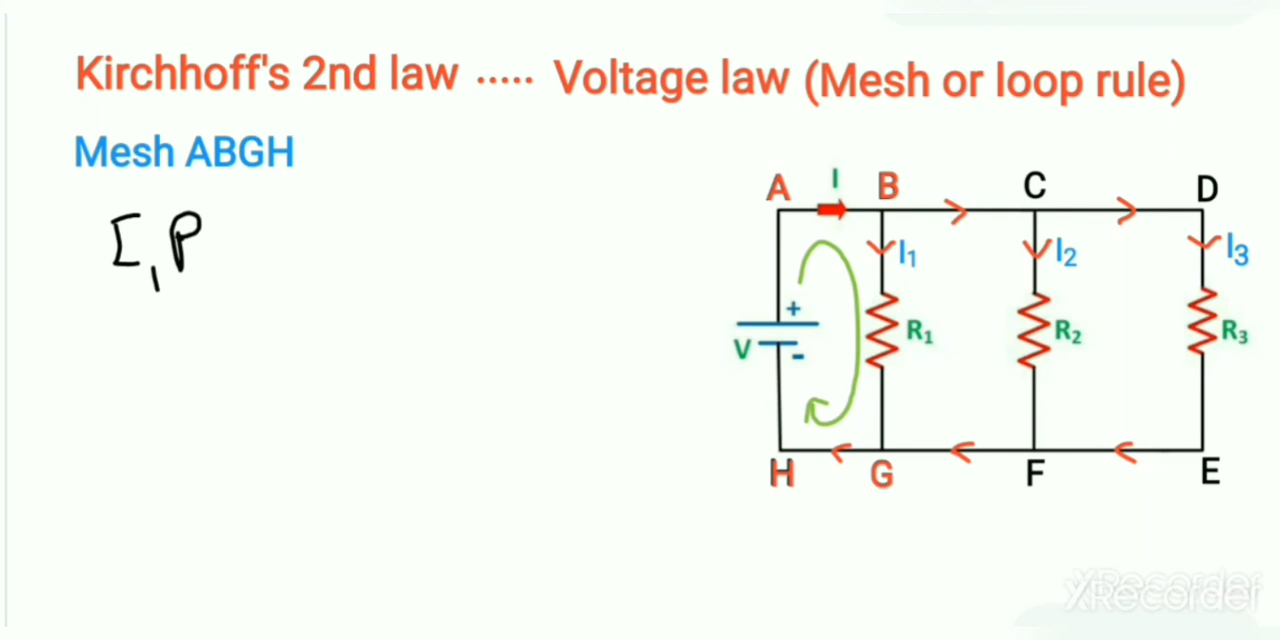 Kirchhoff's 2nd law ..... Voltage law (Mesh or loop rule)
Mesh ABGH
I,P
A I B C D
I1 I2 I3
+
V R1 R2 R3
-
H G F E
XRecorder